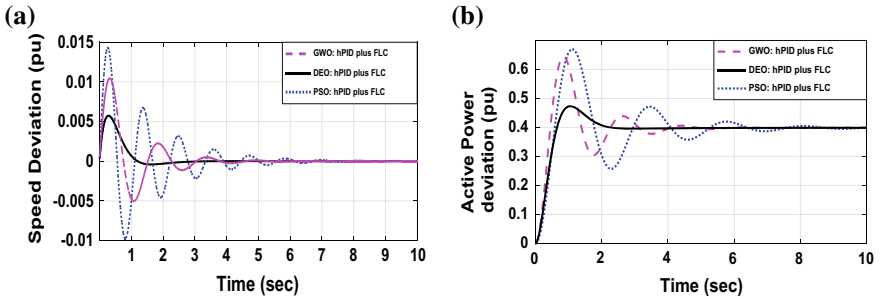 (a)
Speed Deviation (pu)
0.015
0.01
0.005
0
-0.005
-0.01
GWO: hPID plus FLC
DEO: hPID plus FLC
PSO: hPID plus FLC
1 2 3 4 5 6 7 8 9 10
Time (sec)
(b)
Active Power
deviation (pu)
0.6
0.5
0.4
0.3
0.2
0.1
0
GWO: hPID plus FLC
DEO: hPID plus FLC
PSO: hPID plus FLC
0 2 4 6 8 10
Time (sec)